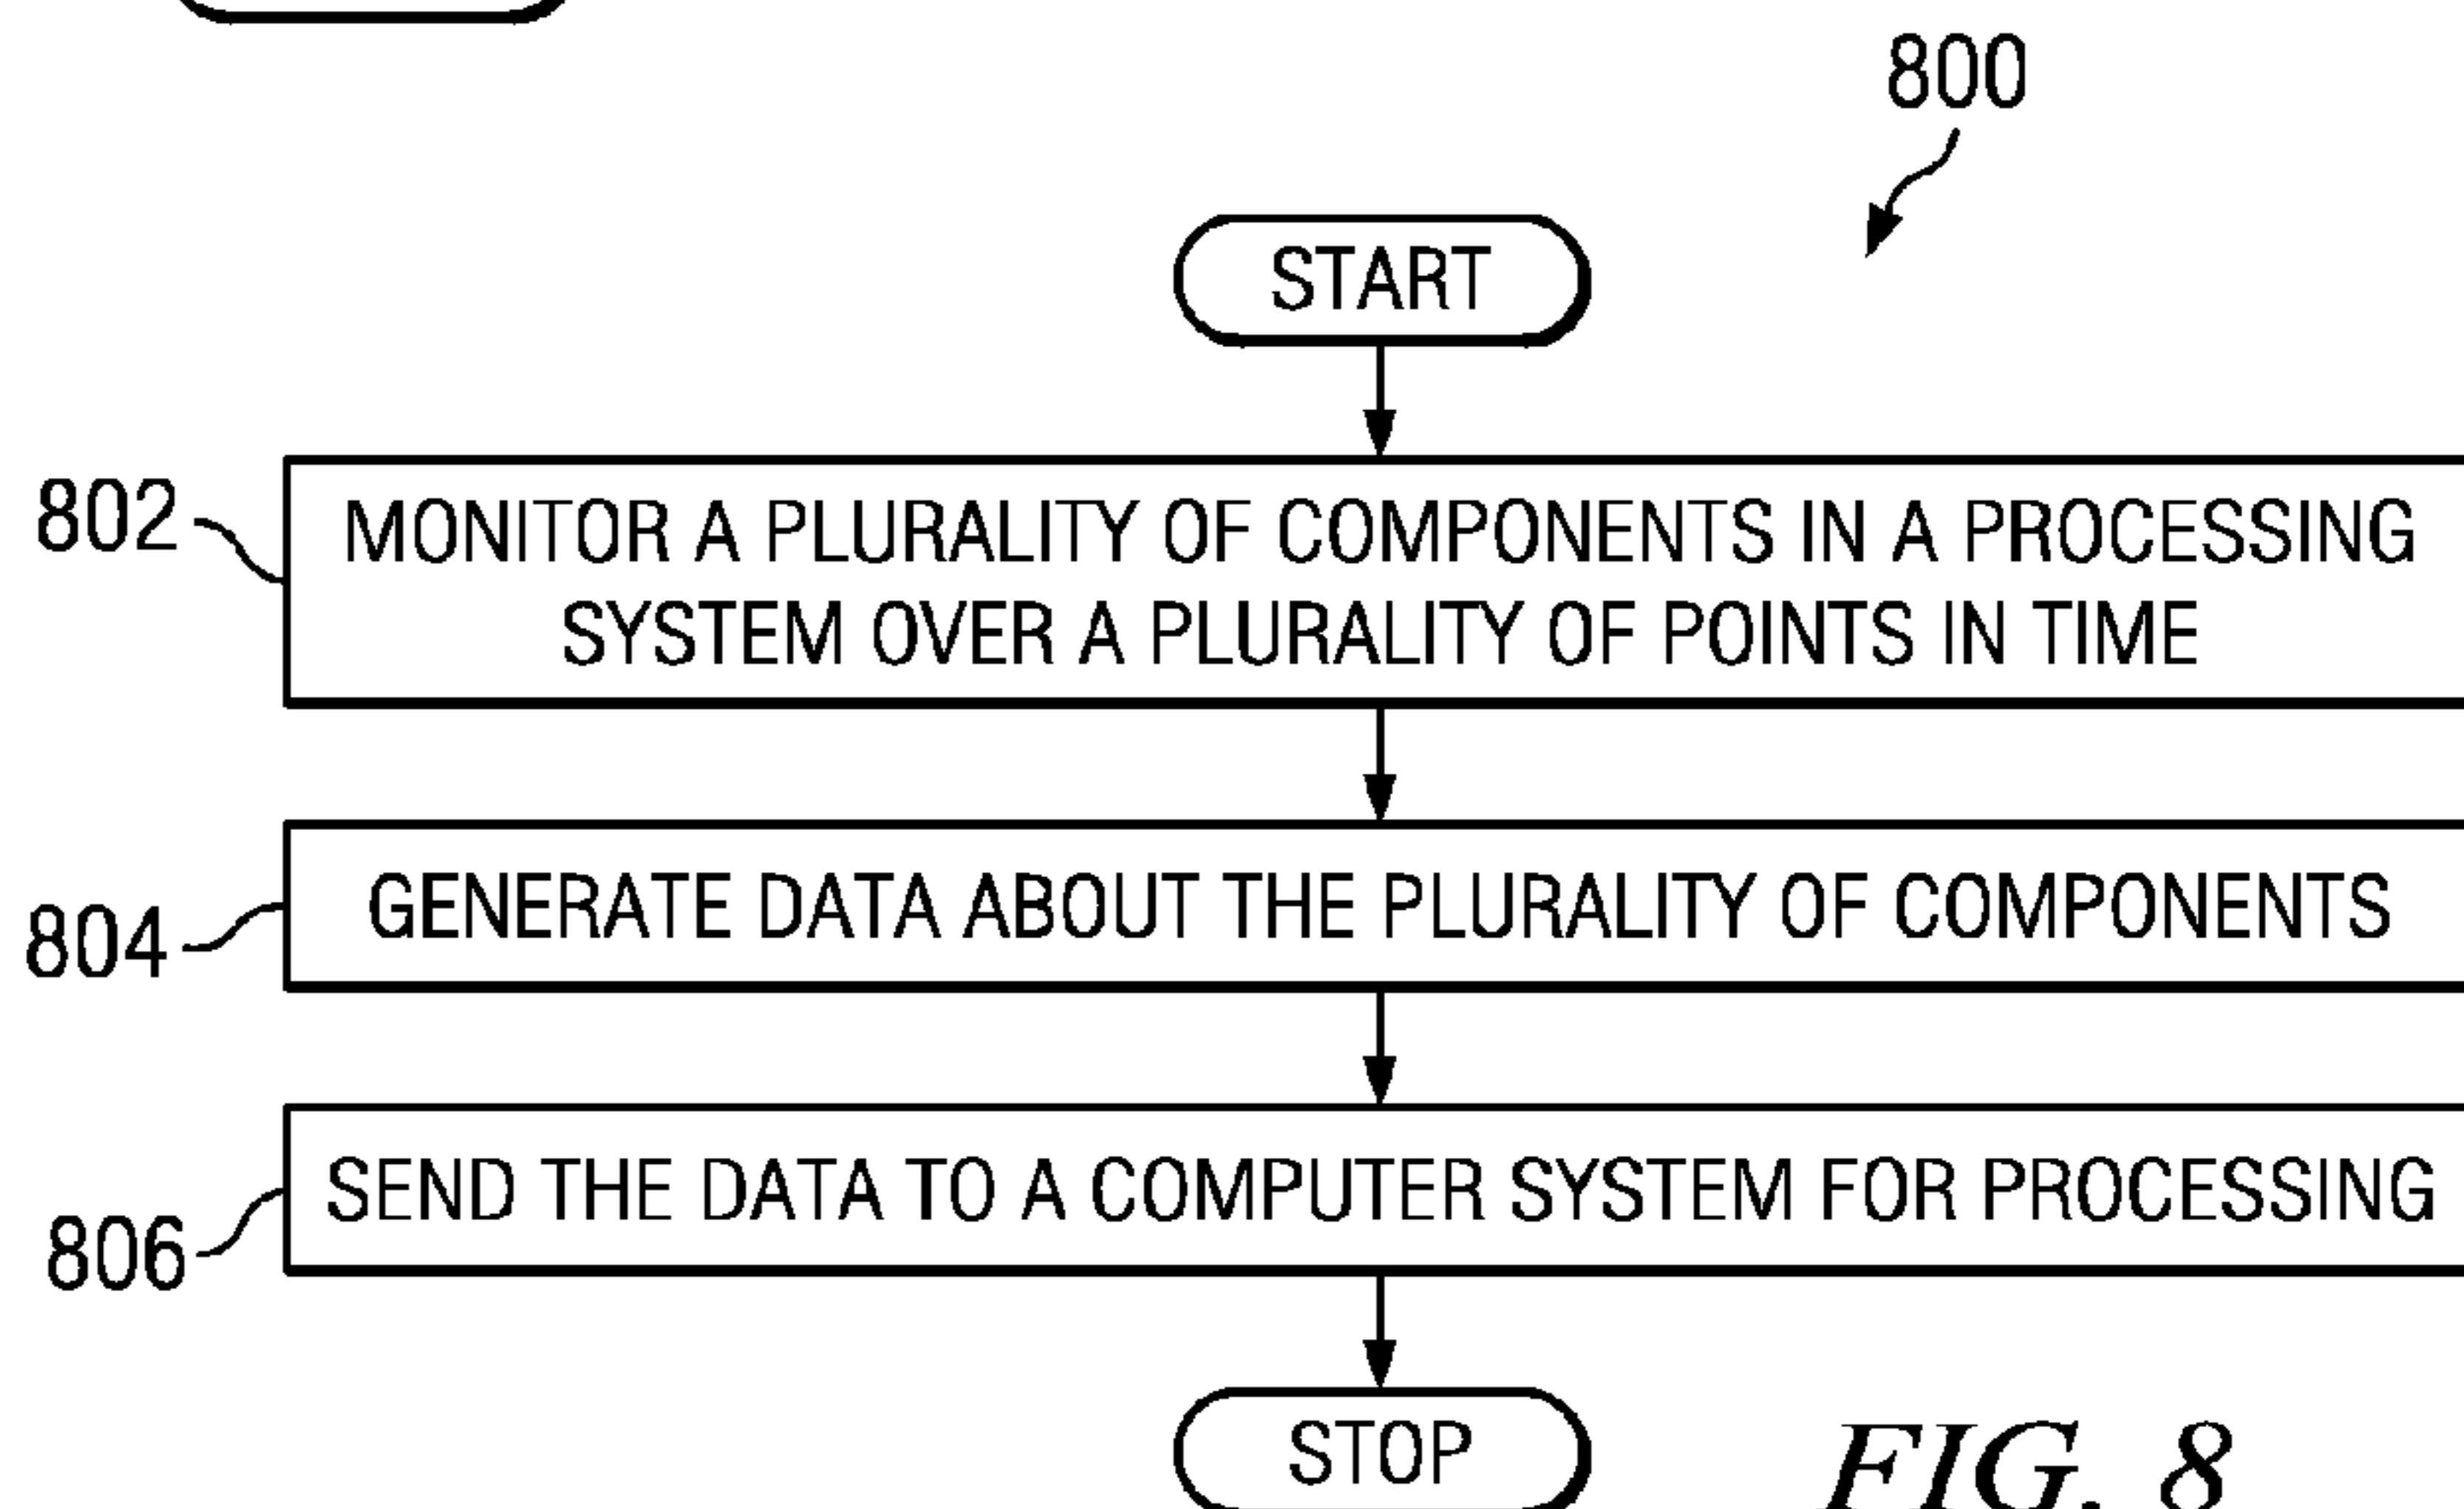 800
START
802
MONITOR A PLURALITY OF COMPONENTS IN A PROCESSING
SYSTEM OVER A PLURALITY OF POINTS IN TIME
804
GENERATE DATA ABOUT THE PLURALITY OF COMPONENTS
806
SEND THE DATA TO A COMPUTER SYSTEM FOR PROCESSING
STOP
FIG. 8